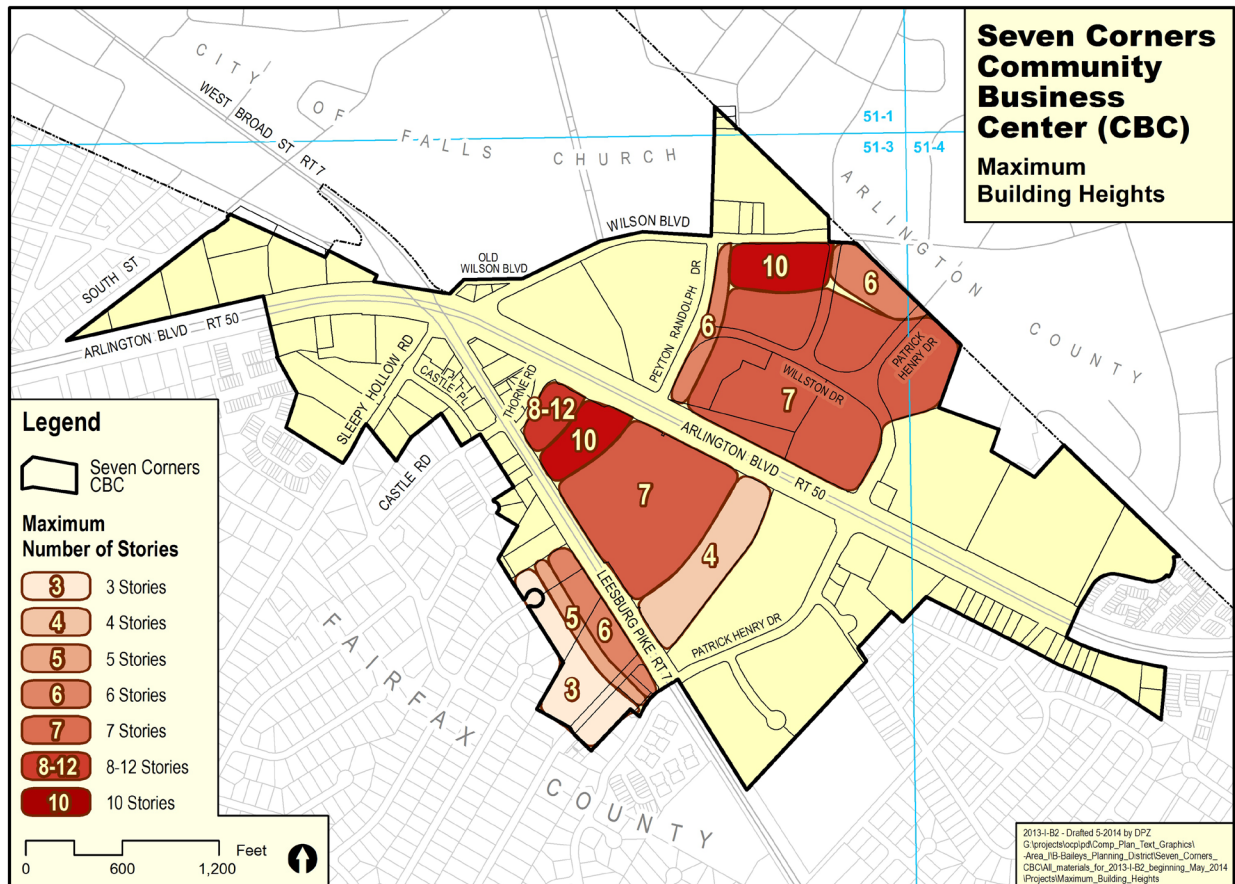 Seven Corners
Community
Business
Center (CBC)
Maximum
Building Heights
51-1
51-3
51-4
CITY
OF
FALLS
CHURCH
WEST BROAD ST RT 7
ARLINGTON
COUNTY
WILSON BLVD
OLD
WILSON BLVD
SOUTH ST
ARLINGTON BLVD RT 50
SLEEPY HOLLOW RD
CASTLE PL
CASTLE RD
THORNE RD
PEYTON RANDOLPH DR
WILLSTON DR
PATRICK
HENRY DR
10
6
6
7
8-12
10
7
4
ARLINGTON BLVD RT 50
5
6
3
LEESBURG PIKE RT 7
PATRICK HENRY DR
FAIRFAX
COUNTY
Legend
Seven Corners
CBC
Maximum
Number of Stories
3 3 Stories
4 4 Stories
5 5 Stories
6 6 Stories
7 7 Stories
8-12 8-12 Stories
10 10 Stories
Feet
0 600 1,200
2013-I-B2 - Drafted 5-2014 by DPZ
G:\projects\ocp\pd\Comp_Plan_Text_Graphics\
-Area_I\B-Baileys_Planning_District\Seven_Corners_
CBC\All_materials_for_2013-I-B2_beginning_May_2014
\Projects\Maximum_Building_Heights